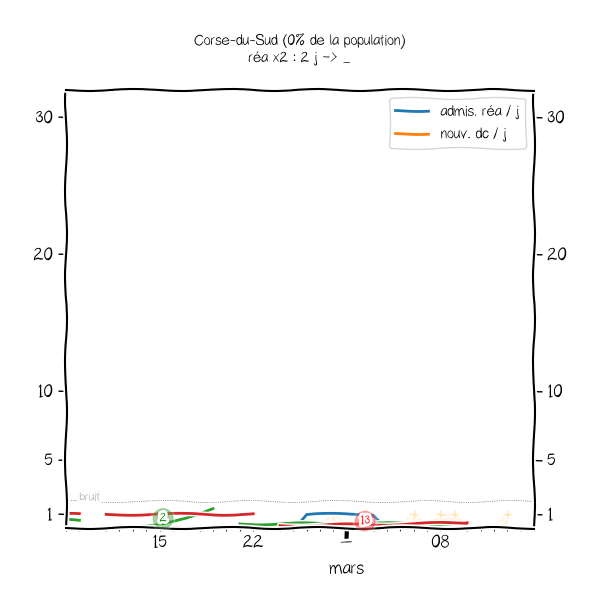 Corse-du-Sud (0% de la population)
réa x2 : 2 j -> _
admis. réa / j
nouv. dc / j
30
30
20
20
10
10
5
5
... bruit
1
1
2
13
15
22
1
08
mars